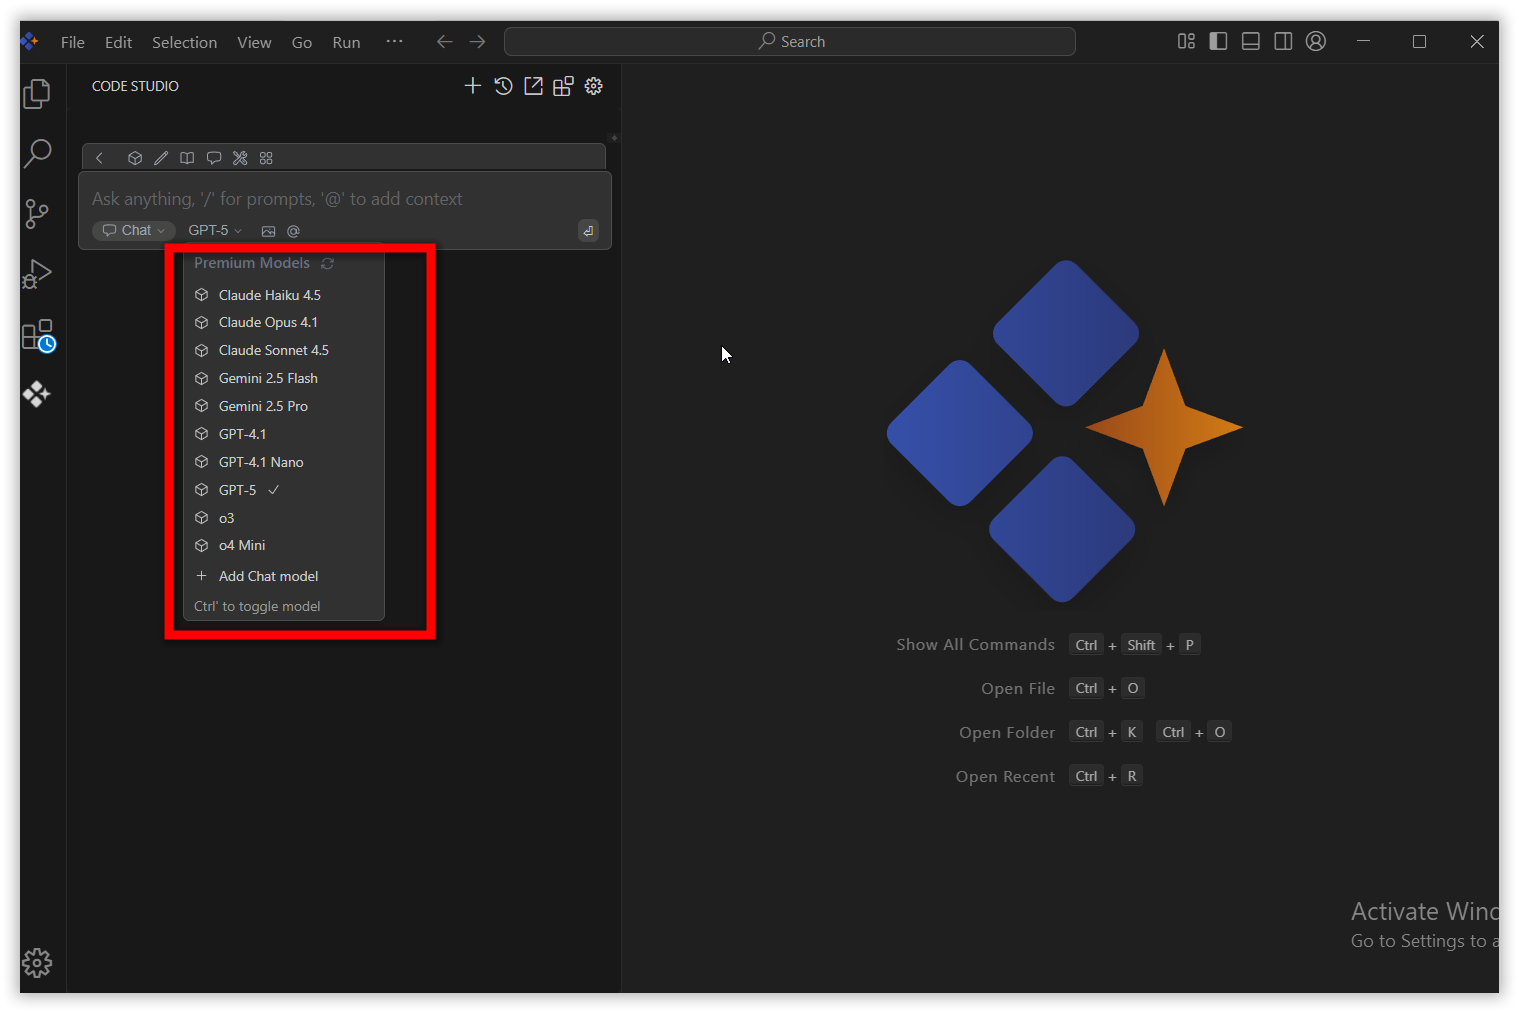 File Edit Selection View Go Run ··· Search
CODE STUDIO
Ask anything, '/' for prompts, '@' to add context
Chat GPT-5
Premium Models
Claude Haiku 4.5
Claude Opus 4.1
Claude Sonnet 4.5
Gemini 2.5 Flash
Gemini 2.5 Pro
GPT-4.1
GPT-4.1 Nano
GPT-5
o3
o4 Mini
+ Add Chat model
Ctrl' to toggle model
Show All Commands Ctrl + Shift + P
Open File Ctrl + O
Open Folder Ctrl + K Ctrl + O
Open Recent Ctrl + R
Activate Winc
Go to Settings to a